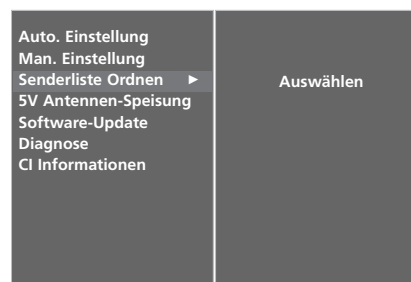 Auto. Einstellung
Man. Einstellung
Senderliste Ordnen ►
Auswählen
5V Antennen-Speisung
Software-Update
Diagnose
CI Informationen